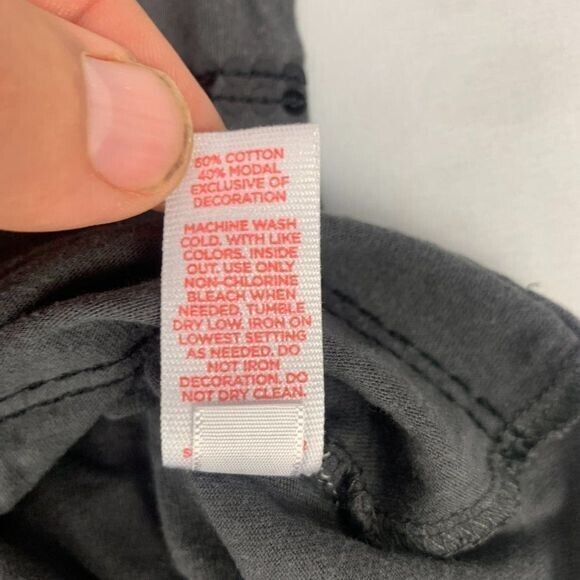 60% COTTON
40% MODAL
EXCLUSIVE OF
DECORATION
MACHINE WASH
COLD. WITH LIKE
COLORS. INSIDE
OUT. USE ONLY
NON-CHLORINE
BLEACH WHEN
NEEDED. TUMBLE
DRY LOW. IRON ON
LOWEST SETTING
AS NEEDED. DO
NOT IRON
DECORATION. DO
NOT DRY CLEAN.